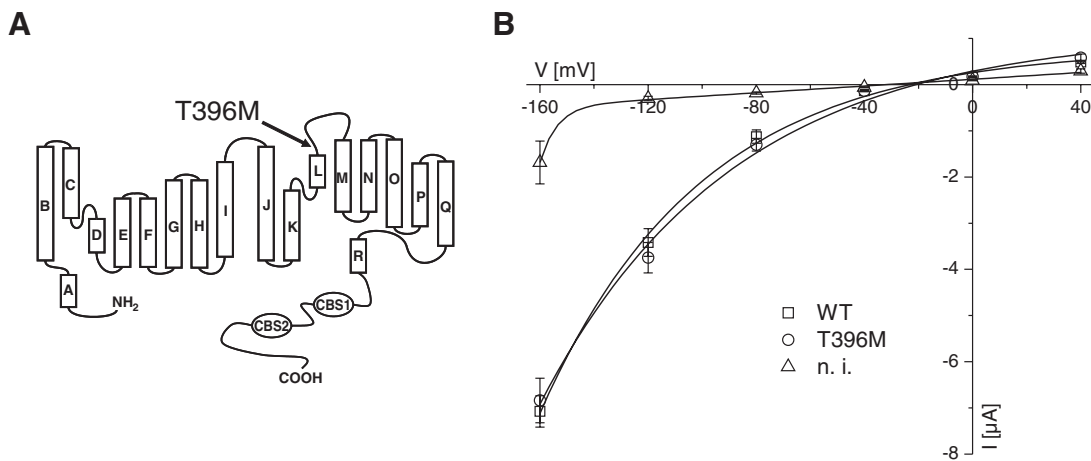 A
T396M
B
C
D
E
F
G
H
I
J
K
L
M
N
O
P
Q
R
A
NH2
CBS1
CBS2
COOH
B
V [mV]
-160
-120
-80
-40
0
40
0
-2
-4
-6
-8
I [µA]
WT
T396M
n. i.